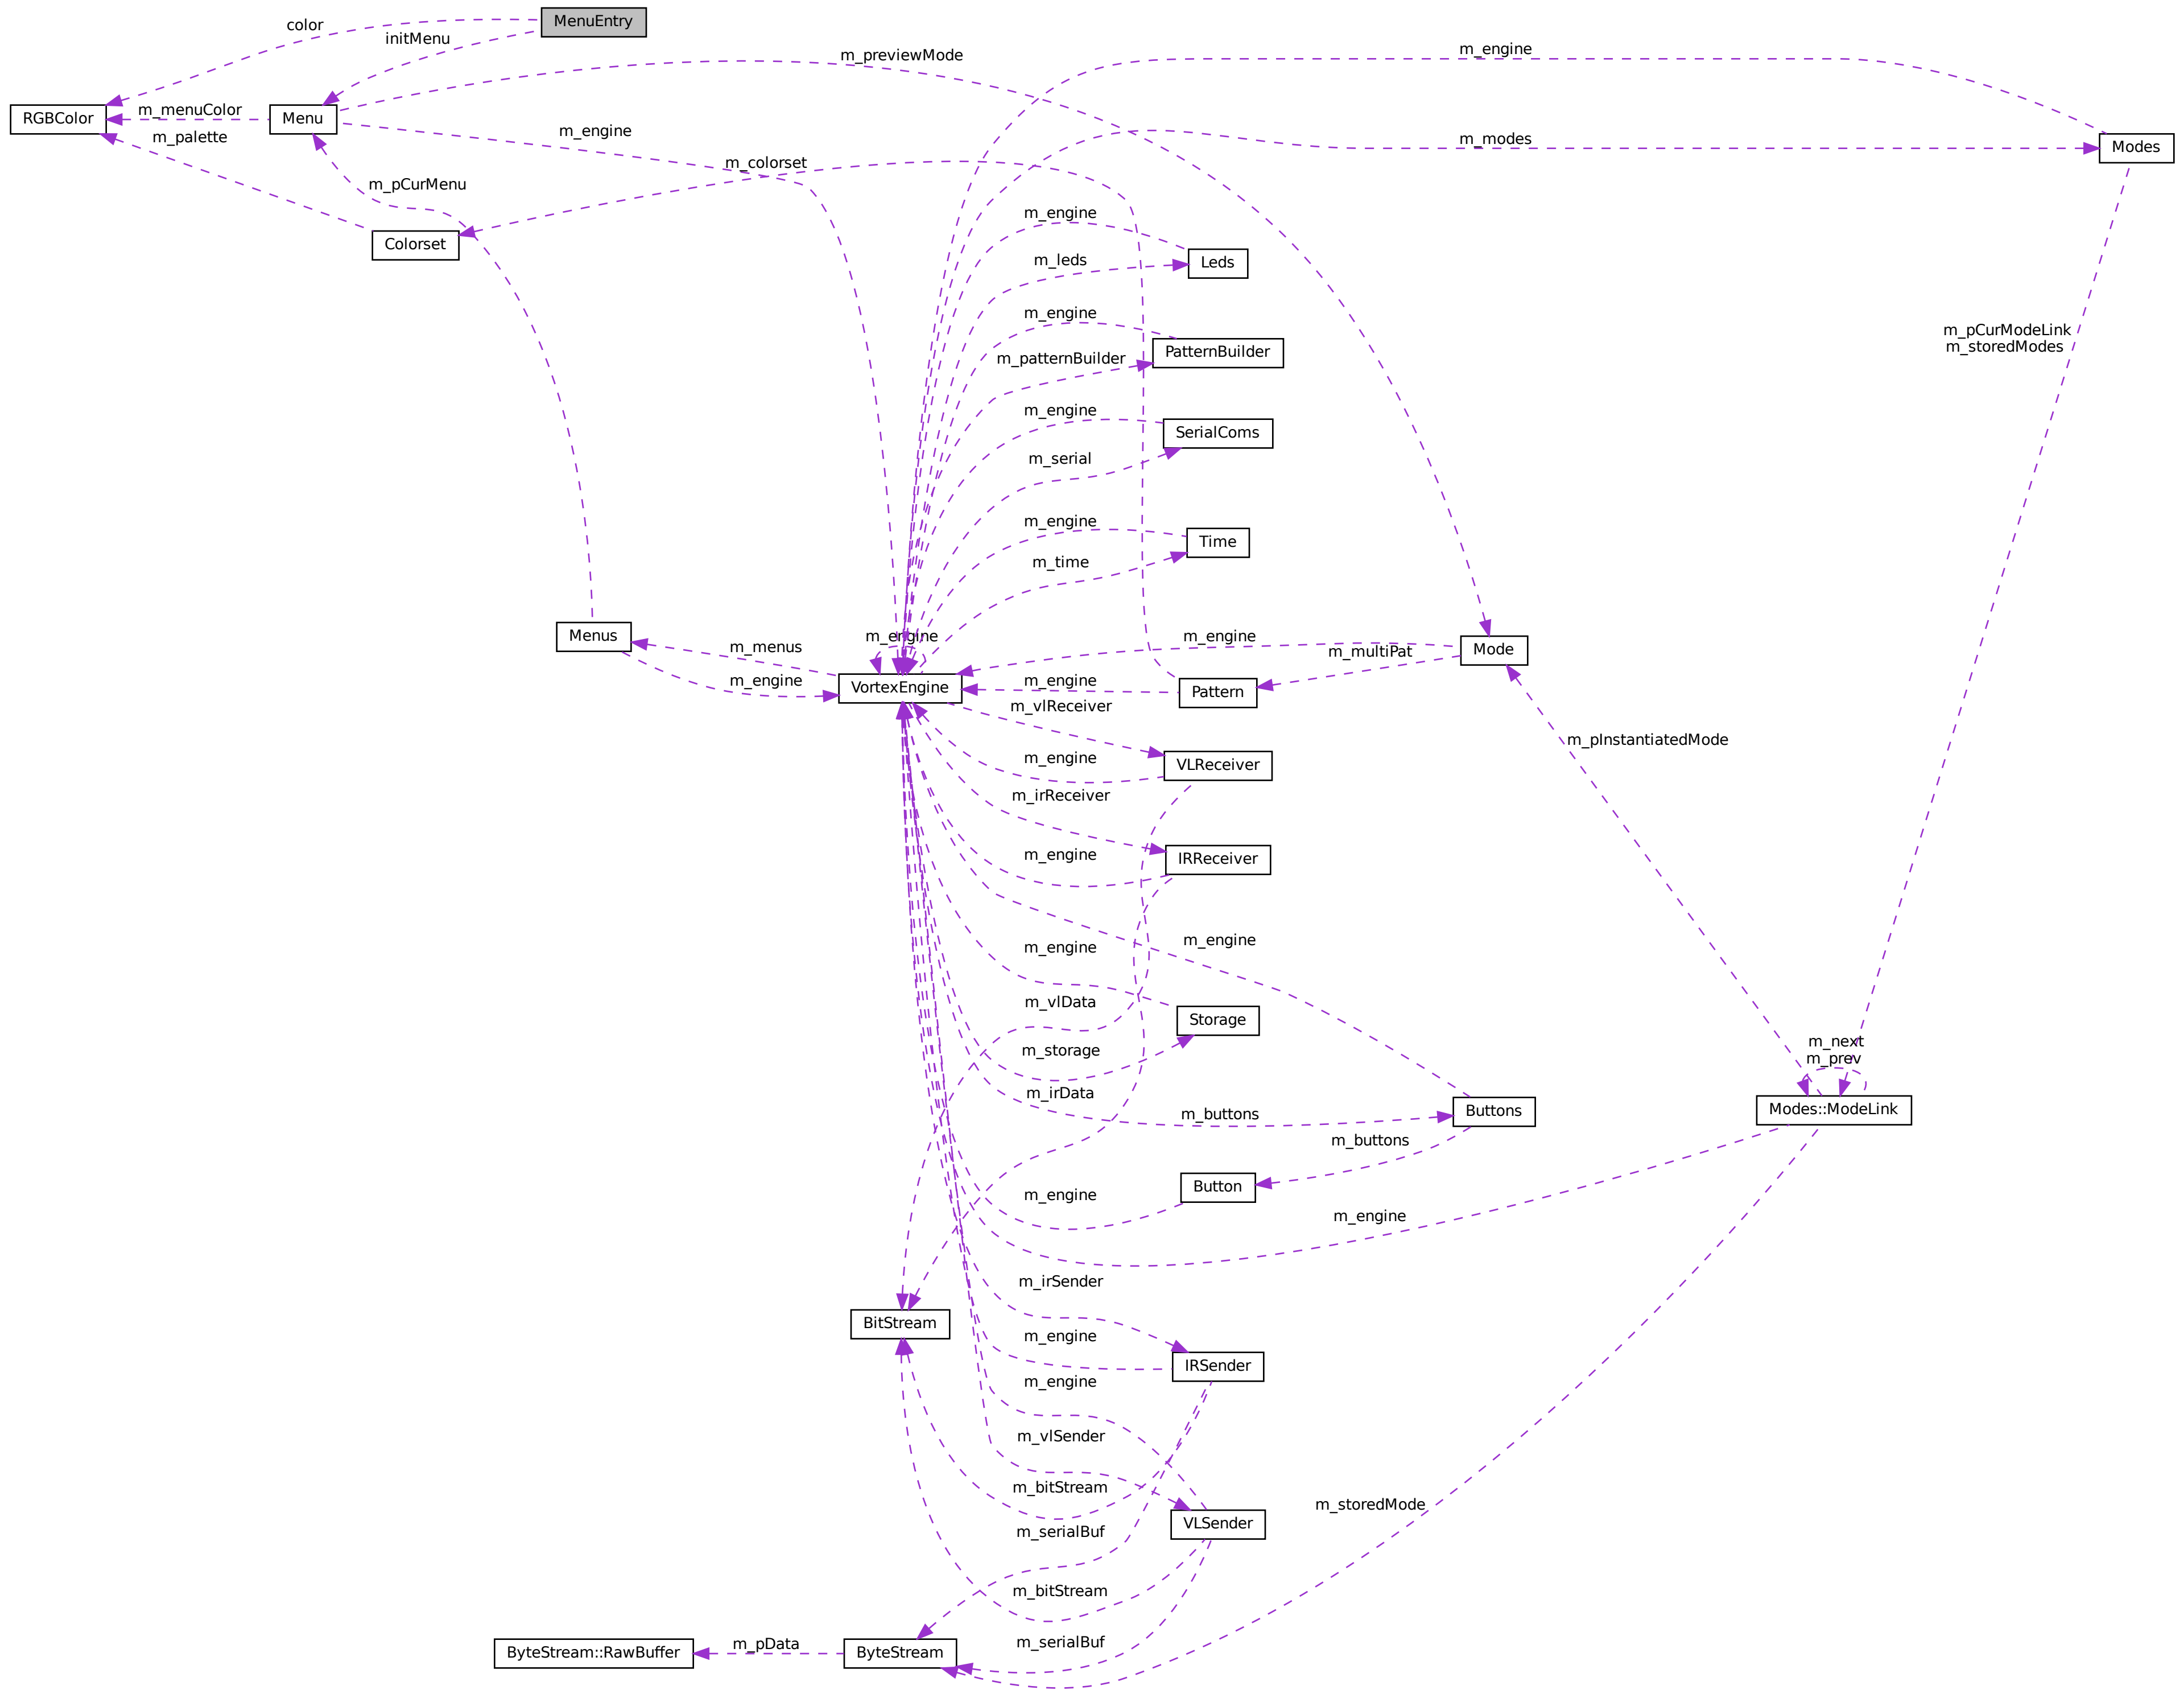 MenuEntry
color
initMenu
m_previewMode
m_engine
RGBColor
m_menuColor
Menu
m_palette
m_engine
m_modes
Modes
m_colorset
m_pCurMenu
m_engine
Colorset
m_leds
Leds
m_engine
m_pCurModeLink
m_storedModes
m_patternBuilder
PatternBuilder
m_engine
SerialComs
m_serial
m_engine
Time
m_time
Menus
m_engine
m_engine
Mode
m_menus
m_multiPat
m_engine
VortexEngine
m_engine
Pattern
m_vlReceiver
m_pInstantiatedMode
m_engine
VLReceiver
m_irReceiver
m_engine
IRReceiver
m_engine
m_engine
m_vlData
Storage
m_storage
m_next
m_prev
m_irData
m_buttons
Buttons
Modes::ModeLink
m_buttons
m_engine
Button
m_engine
m_irSender
BitStream
m_engine
IRSender
m_engine
m_vlSender
m_bitStream
m_storedMode
m_serialBuf
VLSender
m_bitStream
m_serialBuf
ByteStream::RawBuffer
m_pData
ByteStream